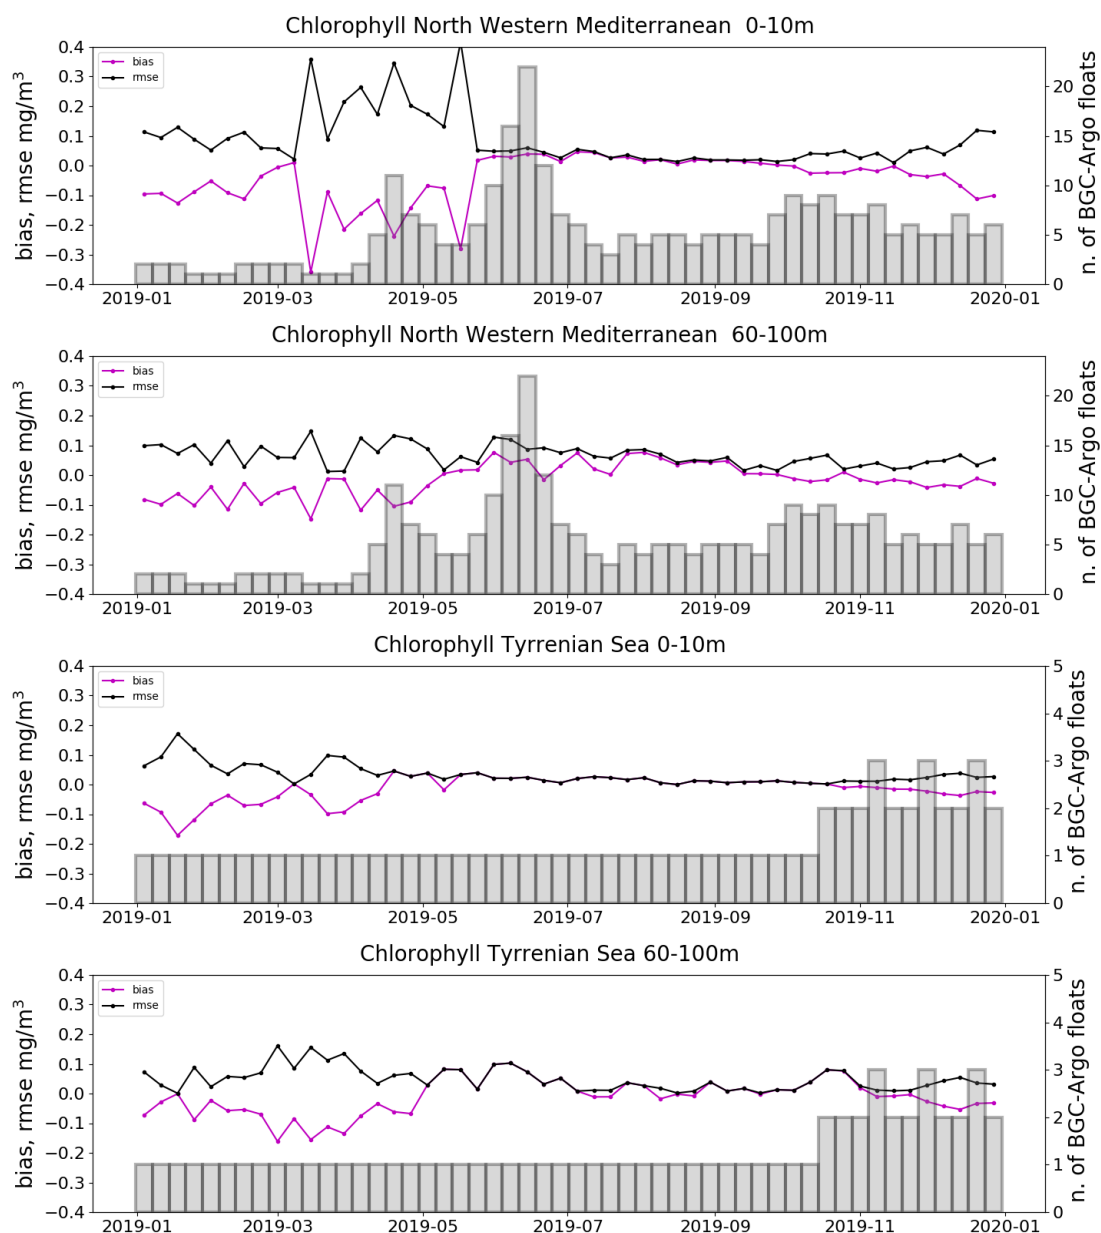 Chlorophyll North Western Mediterranean 0-10m
bias, rmse mg/m³
0.4
0.3
0.2
0.1
0.0
−0.1
−0.2
−0.3
−0.4
bias
rmse
20
15
10
5
0
n. of BGC-Argo floats
2019-01 2019-03 2019-05 2019-07 2019-09 2019-11 2020-01
Chlorophyll North Western Mediterranean 60-100m
bias, rmse mg/m³
0.4
0.3
0.2
0.1
0.0
−0.1
−0.2
−0.3
−0.4
bias
rmse
20
15
10
5
0
n. of BGC-Argo floats
2019-01 2019-03 2019-05 2019-07 2019-09 2019-11 2020-01
Chlorophyll Tyrrenian Sea 0-10m
bias, rmse mg/m³
0.4
0.3
0.2
0.1
0.0
−0.1
−0.2
−0.3
−0.4
bias
rmse
5
4
3
2
1
0
n. of BGC-Argo floats
2019-01 2019-03 2019-05 2019-07 2019-09 2019-11 2020-01
Chlorophyll Tyrrenian Sea 60-100m
bias, rmse mg/m³
0.4
0.3
0.2
0.1
0.0
−0.1
−0.2
−0.3
−0.4
bias
rmse
5
4
3
2
1
0
n. of BGC-Argo floats
2019-01 2019-03 2019-05 2019-07 2019-09 2019-11 2020-01